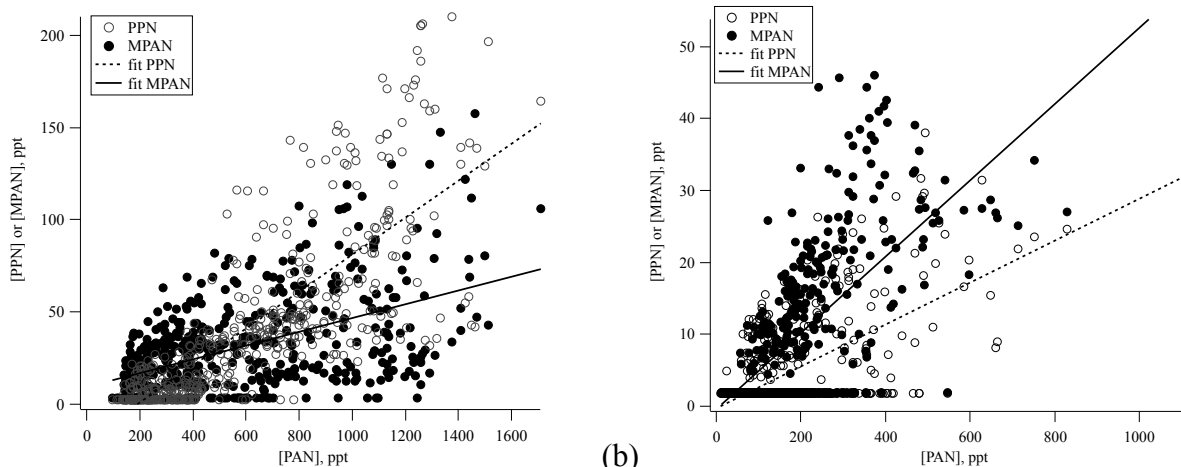 PPN
MPAN
fit PPN
fit MPAN
200
150
100
50
0
[PPN] or [MPAN], ppt
0 200 400 600 800 1000 1200 1400 1600
[PAN], ppt
(b)
PPN
MPAN
fit PPN
fit MPAN
50
40
30
20
10
0
[PPN] or [MPAN], ppt
0 200 400 600 800 1000
[PAN], ppt